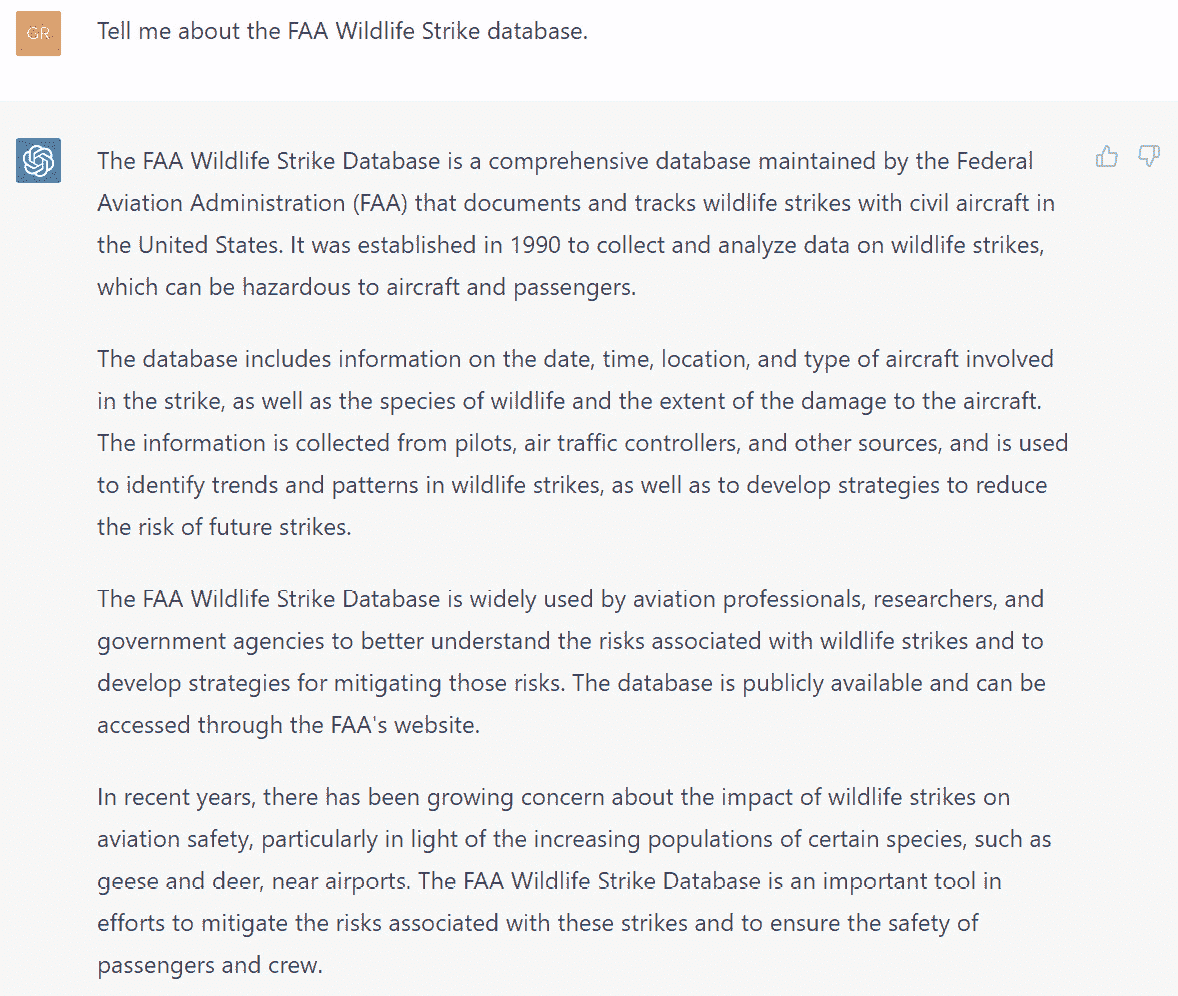 GR
Tell me about the FAA Wildlife Strike database.
The FAA Wildlife Strike Database is a comprehensive database maintained by the Federal
Aviation Administration (FAA) that documents and tracks wildlife strikes with civil aircraft in
the United States. It was established in 1990 to collect and analyze data on wildlife strikes,
which can be hazardous to aircraft and passengers.
The database includes information on the date, time, location, and type of aircraft involved
in the strike, as well as the species of wildlife and the extent of the damage to the aircraft.
The information is collected from pilots, air traffic controllers, and other sources, and is used
to identify trends and patterns in wildlife strikes, as well as to develop strategies to reduce
the risk of future strikes.
The FAA Wildlife Strike Database is widely used by aviation professionals, researchers, and
government agencies to better understand the risks associated with wildlife strikes and to
develop strategies for mitigating those risks. The database is publicly available and can be
accessed through the FAA's website.
In recent years, there has been growing concern about the impact of wildlife strikes on
aviation safety, particularly in light of the increasing populations of certain species, such as
geese and deer, near airports. The FAA Wildlife Strike Database is an important tool in
efforts to mitigate the risks associated with these strikes and to ensure the safety of
passengers and crew.